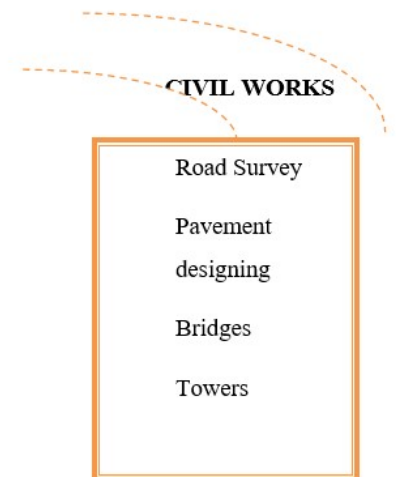 CIVIL WORKS
Road Survey
Pavement
designing
Bridges
Towers